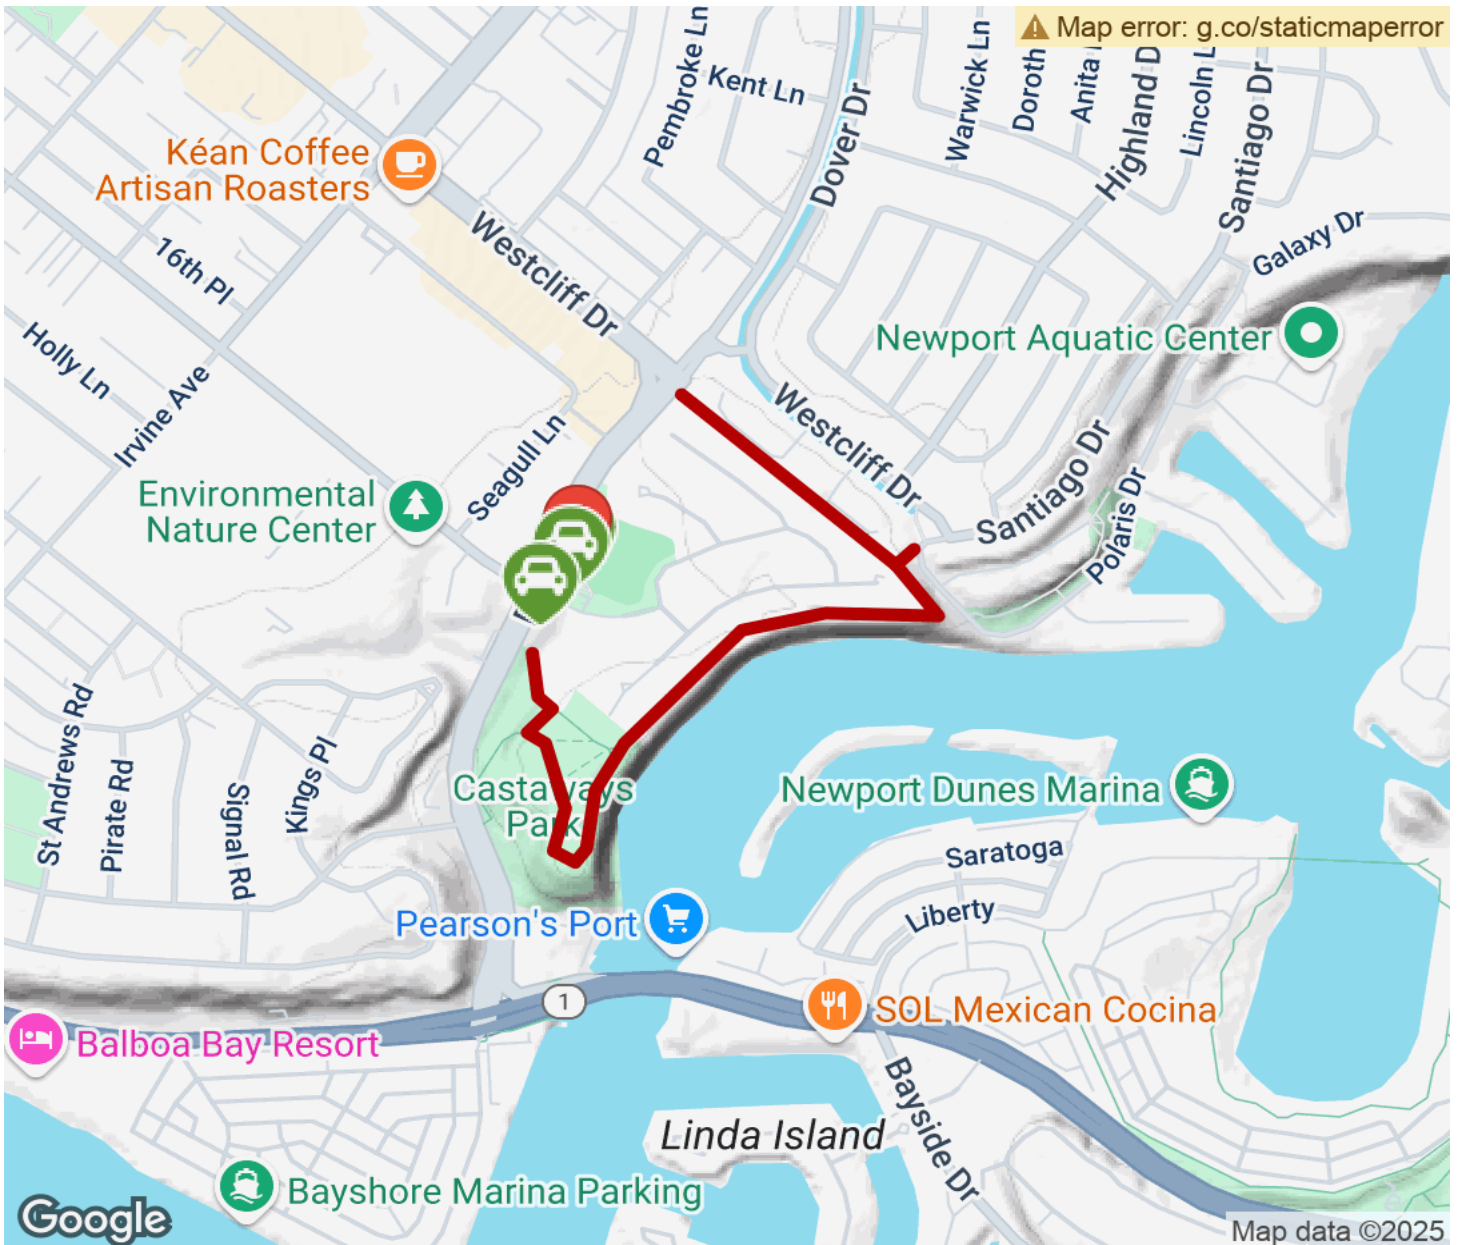 Map error: g.co/staticmaperror
Pembroke Ln
Kent Ln
Dover Dr
Warwick Ln
Doroth
Anita
Highland D
Lincoln L
Santiago Dr
Galaxy Dr
Kéan Coffee
Artisan Roasters
Westcliff Dr
16th Pl
Holly Ln
Irvine Ave
Newport Aquatic Center
Seagull Ln
Westcliff Dr
Santiago Dr
Polaris Dr
Environmental
Nature Center
St Andrews Rd
Pirate Rd
Signal Rd
Kings Pl
Castaways
Park
Newport Dunes Marina
Saratoga
Liberty
Pearson's Port
1
SOL Mexican Cocina
Balboa Bay Resort
Bayside Dr
Linda Island
Bayshore Marina Parking
Google
Map data ©2025